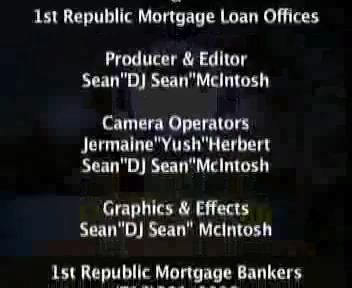 1st Republic Mortgage Loan Offices
Producer & Editor
Sean"DJ Sean"McIntosh
Camera Operators
Jermaine"Yush"Herbert
Sean"DJ Sean"McIntosh
Graphics & Effects
Sean"DJ Sean" McIntosh
1st Republic Mortgage Bankers